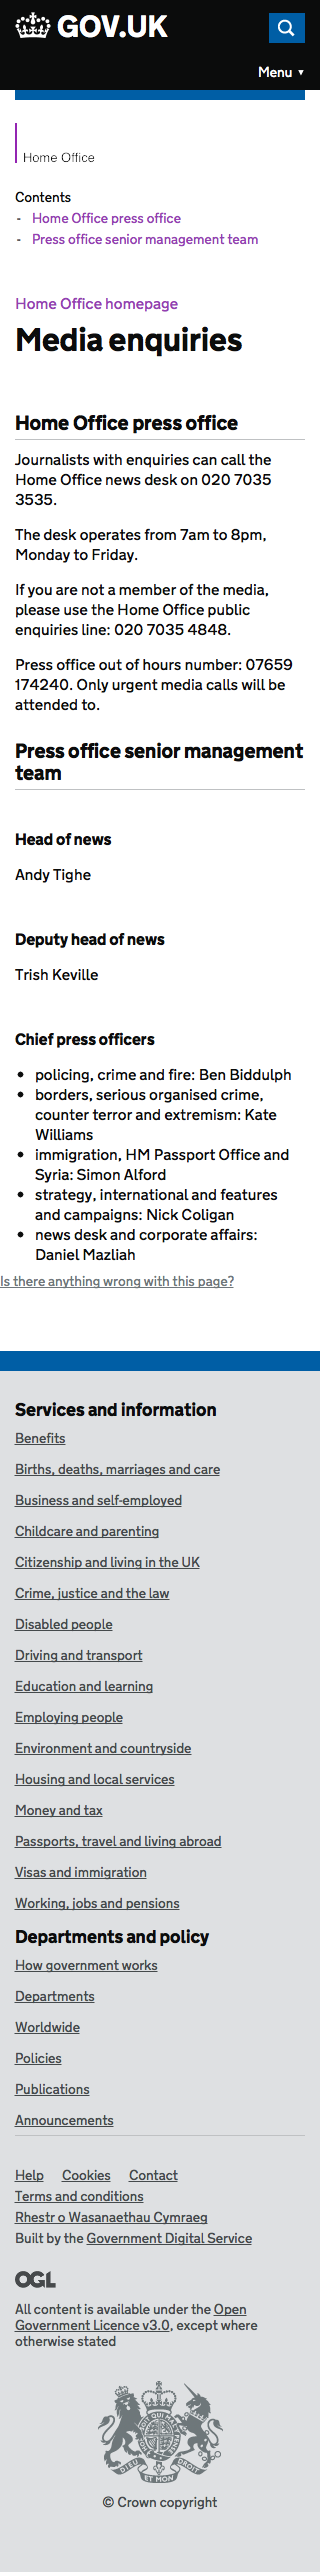 GOV.UK
Menu ▼
Home Office
Contents
- Home Office press office
- Press office senior management team
Home Office homepage
Media enquiries
Home Office press office
Journalists with enquiries can call the
Home Office news desk on 020 7035
3535.
The desk operates from 7am to 8pm,
Monday to Friday.
If you are not a member of the media,
please use the Home Office public
enquiries line: 020 7035 4848.
Press office out of hours number: 07659
174240. Only urgent media calls will be
attended to.
Press office senior management
team
Head of news
Andy Tighe
Deputy head of news
Trish Keville
Chief press officers
• policing, crime and fire: Ben Biddulph
• borders, serious organised crime,
counter terror and extremism: Kate
Williams
• immigration, HM Passport Office and
Syria: Simon Alford
• strategy, international and features
and campaigns: Nick Coligan
• news desk and corporate affairs:
Daniel Mazliah
Is there anything wrong with this page?
Services and information
Benefits
Births, deaths, marriages and care
Business and self-employed
Childcare and parenting
Citizenship and living in the UK
Crime, justice and the law
Disabled people
Driving and transport
Education and learning
Employing people
Environment and countryside
Housing and local services
Money and tax
Passports, travel and living abroad
Visas and immigration
Working, jobs and pensions
Departments and policy
How government works
Departments
Worldwide
Policies
Publications
Announcements
Help Cookies Contact
Terms and conditions
Rhestr o Wasanaethau Cymraeg
Built by the Government Digital Service
OGL
All content is available under the Open
Government Licence v3.0, except where
otherwise stated
DIEU ET MON DROIT
© Crown copyright